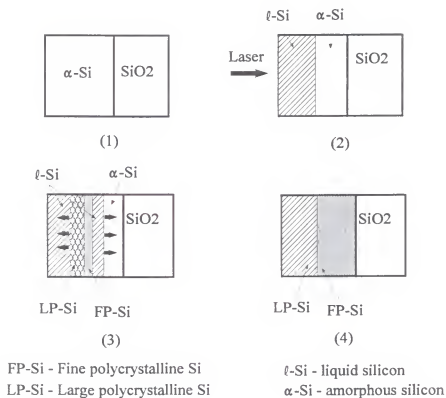 ℓ-Si α-Si
α-Si SiO2
Laser
SiO2
(1)
(2)
ℓ-Si α-Si
SiO2
SiO2
LP-Si FP-Si
LP-Si FP-Si
(3)
(4)
FP-Si - Fine polycrystalline Si
LP-Si - Large polycrystalline Si
ℓ-Si - liquid silicon
α-Si - amorphous silicon